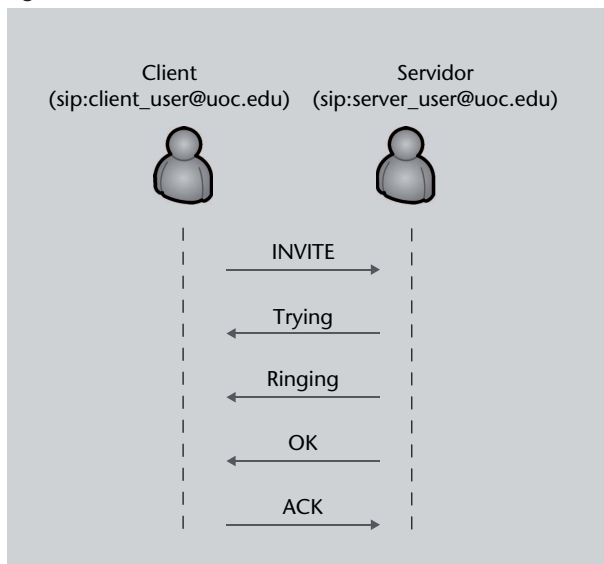 Client
(sip:client_user@uoc.edu)
Servidor
(sip:server_user@uoc.edu)
INVITE
Trying
Ringing
OK
ACK